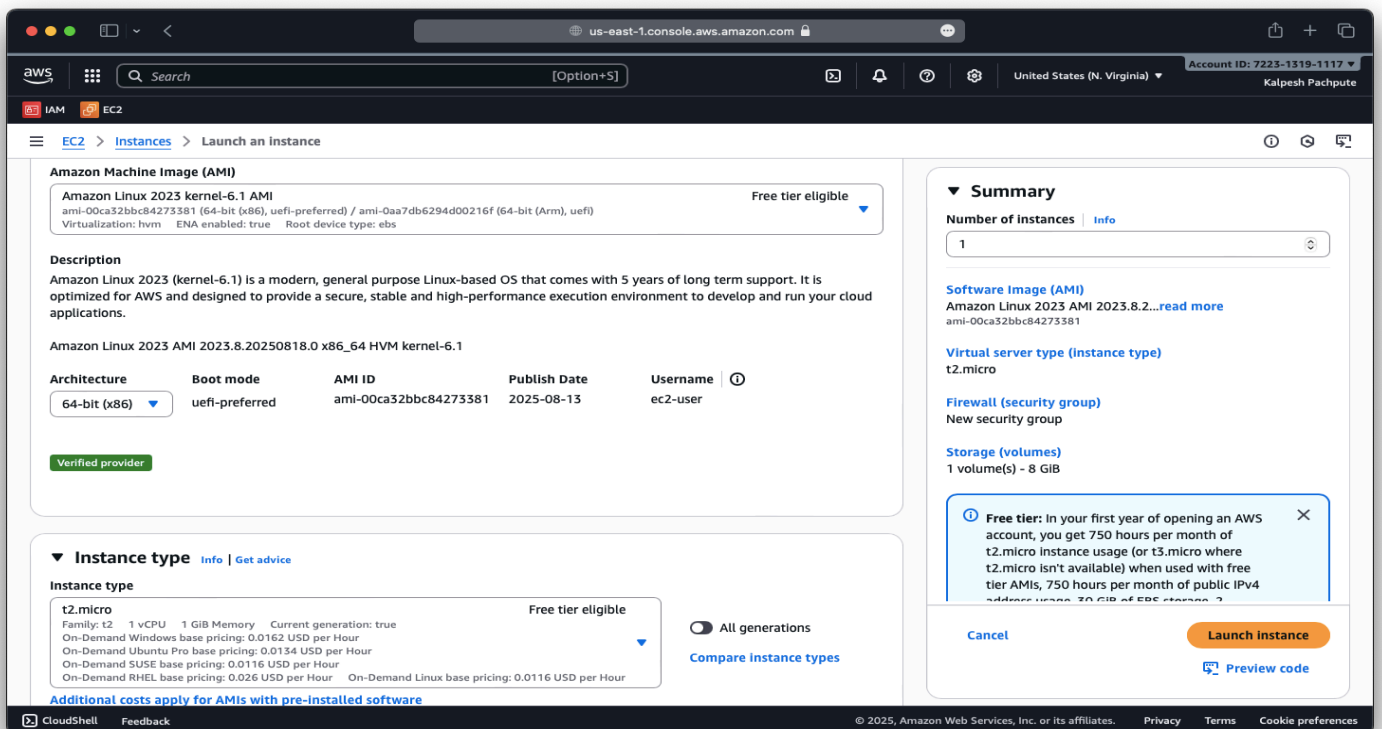 us-east-1.console.aws.amazon.com
aws
Search
[Option+S]
United States (N. Virginia)
Account ID: 7223-1319-1117
Kalpesh Pachpute
IAM
EC2
EC2 > Instances > Launch an instance
Amazon Machine Image (AMI)
Amazon Linux 2023 kernel-6.1 AMI
Free tier eligible
ami-00ca32bbc84273381 (64-bit (x86), uefi-preferred) / ami-0aa7db6294d00216f (64-bit (Arm), uefi)
Virtualization: hvm ENA enabled: true Root device type: ebs
Description
Amazon Linux 2023 (kernel-6.1) is a modern, general purpose Linux-based OS that comes with 5 years of long term support. It is
optimized for AWS and designed to provide a secure, stable and high-performance execution environment to develop and run your cloud
applications.
Amazon Linux 2023 AMI 2023.8.20250818.0 x86_64 HVM kernel-6.1
Architecture Boot mode AMI ID Publish Date Username
64-bit (x86) uefi-preferred ami-00ca32bbc84273381 2025-08-13 ec2-user
Verified provider
Instance type Info | Get advice
Instance type
t2.micro
Free tier eligible
Family: t2 1 vCPU 1 GiB Memory Current generation: true
On-Demand Windows base pricing: 0.0162 USD per Hour
On-Demand Ubuntu Pro base pricing: 0.0134 USD per Hour
On-Demand SUSE base pricing: 0.0116 USD per Hour
On-Demand RHEL base pricing: 0.026 USD per Hour On-Demand Linux base pricing: 0.0116 USD per Hour
All generations
Compare instance types
Additional costs apply for AMIs with pre-installed software
Summary
Number of instances | Info
1
Software Image (AMI)
Amazon Linux 2023 AMI 2023.8.2...read more
ami-00ca32bbc84273381
Virtual server type (instance type)
t2.micro
Firewall (security group)
New security group
Storage (volumes)
1 volume(s) - 8 GiB
Free tier: In your first year of opening an AWS
account, you get 750 hours per month of
t2.micro instance usage (or t3.micro where
t2.micro isn't available) when used with free
tier AMIs, 750 hours per month of public IPv4
address usage, 30 GiB of EBS storage, 2
Cancel
Launch instance
Preview code
CloudShell Feedback
© 2025, Amazon Web Services, Inc. or its affiliates. Privacy Terms Cookie preferences